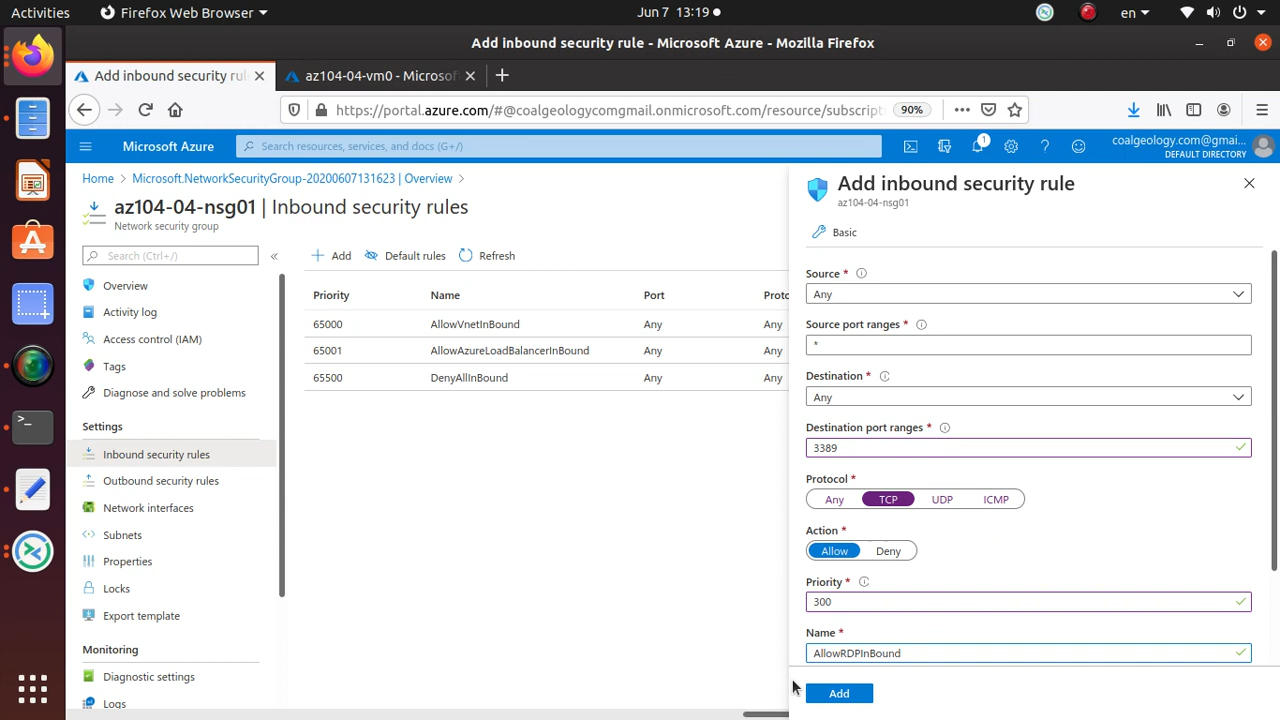 Activities
Firefox Web Browser
Jun 7 13:19
en
Add inbound security rule - Microsoft Azure - Mozilla Firefox
Add inbound security rul
az104-04-vm0 - Microsof
https://portal.azure.com/#@coalgeologycomgmail.onmicrosoft.com/resource/subscript
90%
Microsoft Azure
Search resources, services, and docs (G+/)
1
coalgeology.com@gmai...
DEFAULT DIRECTORY
Home
Microsoft.NetworkSecurityGroup-20200607131623 | Overview
az104-04-nsg01 | Inbound security rules
Network security group
Search (Ctrl+/)
Add
Default rules
Refresh
Overview
Activity log
Access control (IAM)
Tags
Diagnose and solve problems
Settings
Inbound security rules
Outbound security rules
Network interfaces
Subnets
Properties
Locks
Export template
Monitoring
Diagnostic settings
Logs
Priority Name Port Proto
65000 AllowVnetInBound Any Any
65001 AllowAzureLoadBalancerInBound Any Any
65500 DenyAllInBound Any Any
Add inbound security rule
az104-04-nsg01
Basic
Source *
Any
Source port ranges *
*
Destination *
Any
Destination port ranges *
3389
Protocol *
Any TCP UDP ICMP
Action *
Allow Deny
Priority *
300
Name *
AllowRDPInBound
Add